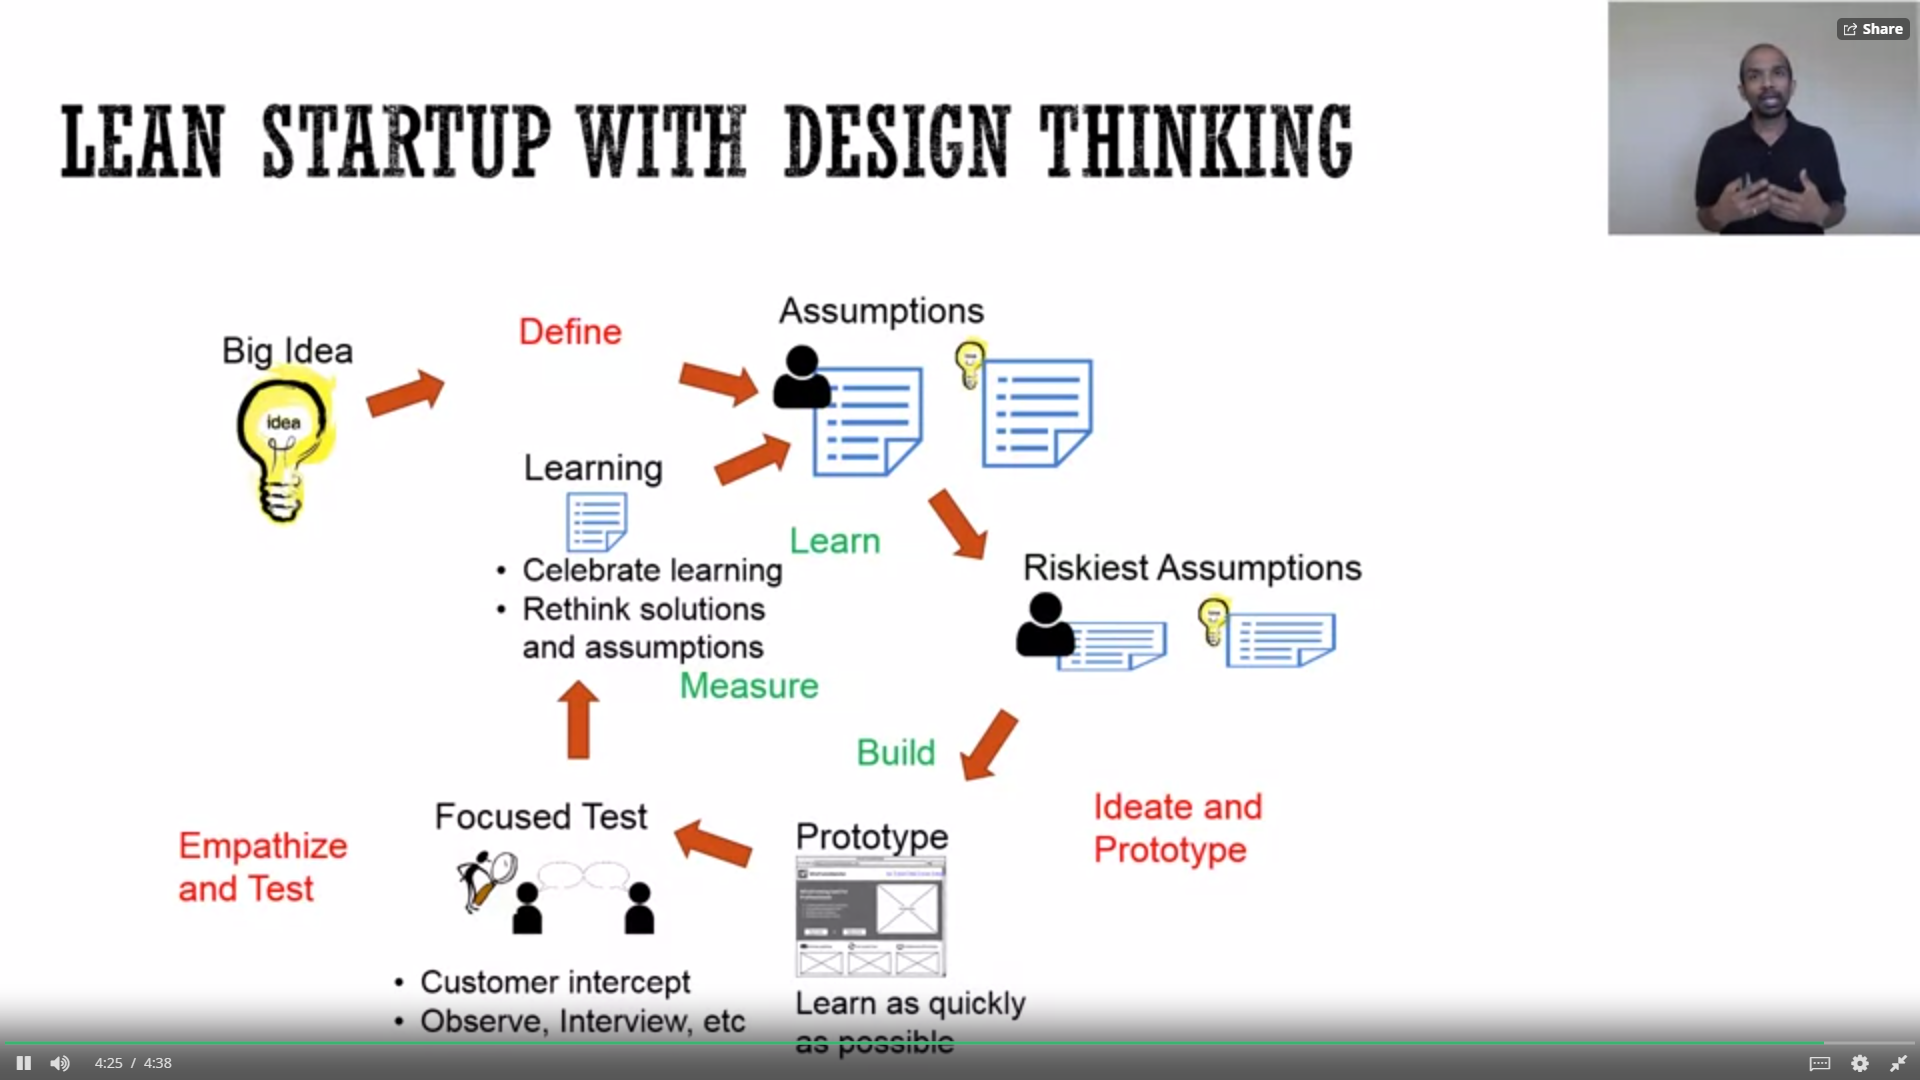 Share
LEAN STARTUP WITH DESIGN THINKING
Big Idea
idea
Define
Assumptions
Learning
• Celebrate learning
• Rethink solutions
and assumptions
Learn
Measure
Build
Riskiest Assumptions
Ideate and
Prototype
Prototype
Learn as quickly
as possible
Focused Test
• Customer intercept
• Observe, Interview, etc
Empathize
and Test
4:25 / 4:38